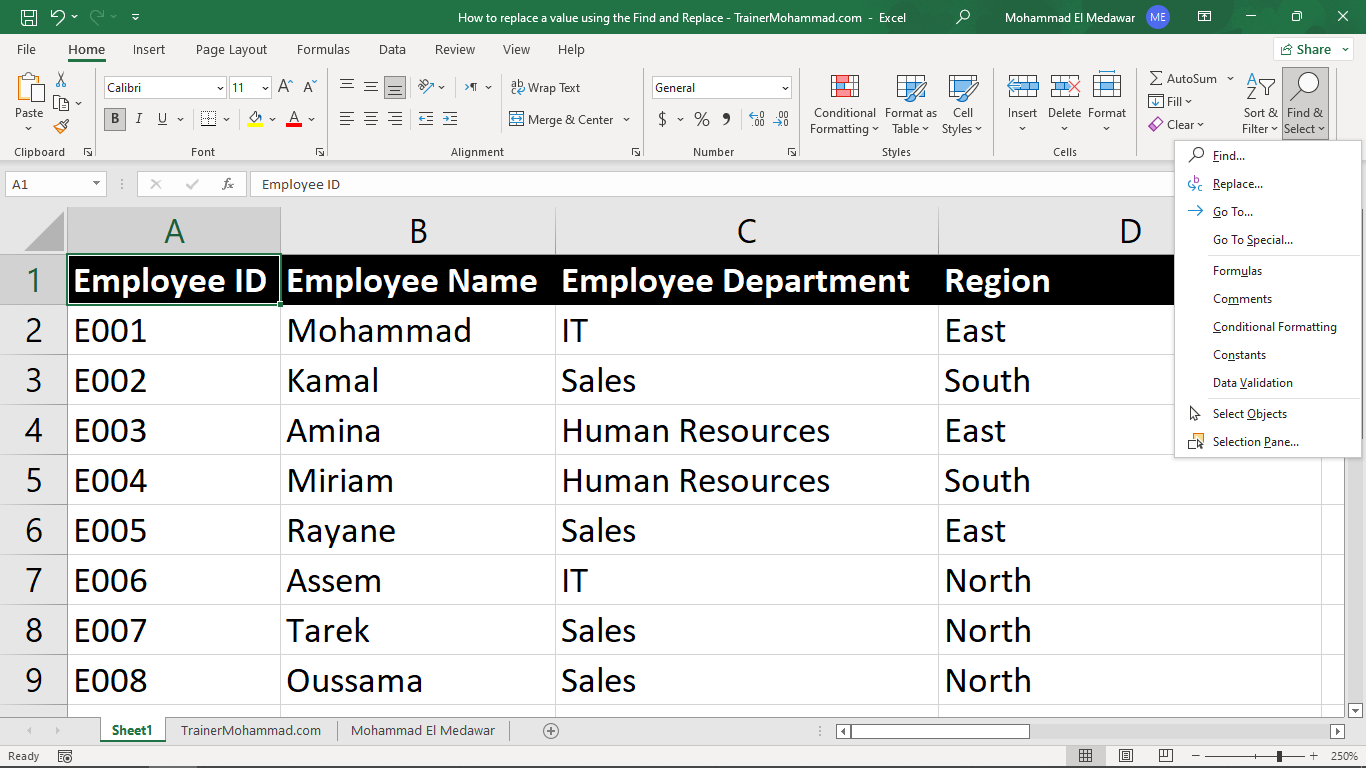 How to replace a value using the Find and Replace - TrainerMohammad.com - Excel
Mohammad El Medawar ME
File Home Insert Page Layout Formulas Data Review View Help Share
Paste
Clipboard
Calibri 11
B I U
A A
Font
Wrap Text
Merge & Center
Alignment
General
$ % 9
Number
Conditional Formatting
Format as Table
Cell Styles
Styles
Insert Delete Format
Cells
AutoSum
Fill
Clear
Sort & Filter
Find & Select
Find...
Replace...
Go To...
Go To Special...
Formulas
Comments
Conditional Formatting
Constants
Data Validation
Select Objects
Selection Pane...
A1 fx Employee ID
A B C D
1 Employee ID Employee Name Employee Department Region
2 E001 Mohammad IT East
3 E002 Kamal Sales South
4 E003 Amina Human Resources East
5 E004 Miriam Human Resources South
6 E005 Rayane Sales East
7 E006 Assem IT North
8 E007 Tarek Sales North
9 E008 Oussama Sales North
Sheet1 TrainerMohammad.com Mohammad El Medawar
Ready 250%